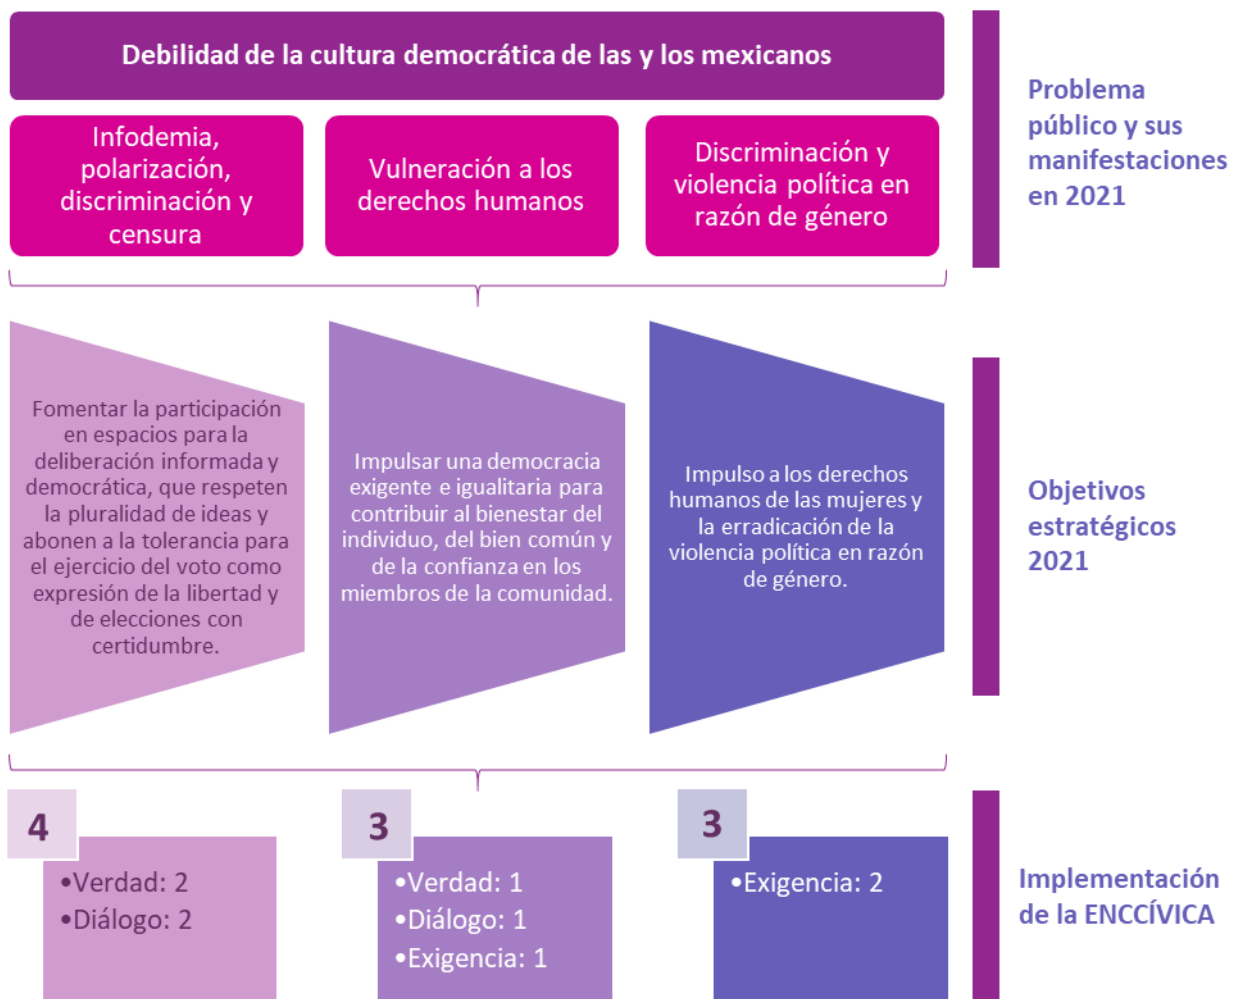 Debilidad de la cultura democrática de las y los mexicanos
Infodemia,
polarización,
discriminación y
censura
Vulneración a los
derechos humanos
Discriminación y
violencia política en
razón de género
Problema
público y sus
manifestaciones
en 2021
Fomentar la participación
en espacios para la
deliberación informada y
democrática, que respeten
la pluralidad de ideas y
abonen a la tolerancia para
el ejercicio del voto como
expresión de la libertad y
de elecciones con
certidumbre.
Impulsar una democracia
exigente e igualitaria para
contribuir al bienestar del
individuo, del bien común y
de la confianza en los
miembros de la comunidad.
Impulso a los derechos
humanos de las mujeres y
la erradicación de la
violencia política en razón
de género.
Objetivos
estratégicos
2021
4
•Verdad: 2
•Diálogo: 2
3
•Verdad: 1
•Diálogo: 1
•Exigencia: 1
3
•Exigencia: 2
Implementación
de la ENCCÍVICA